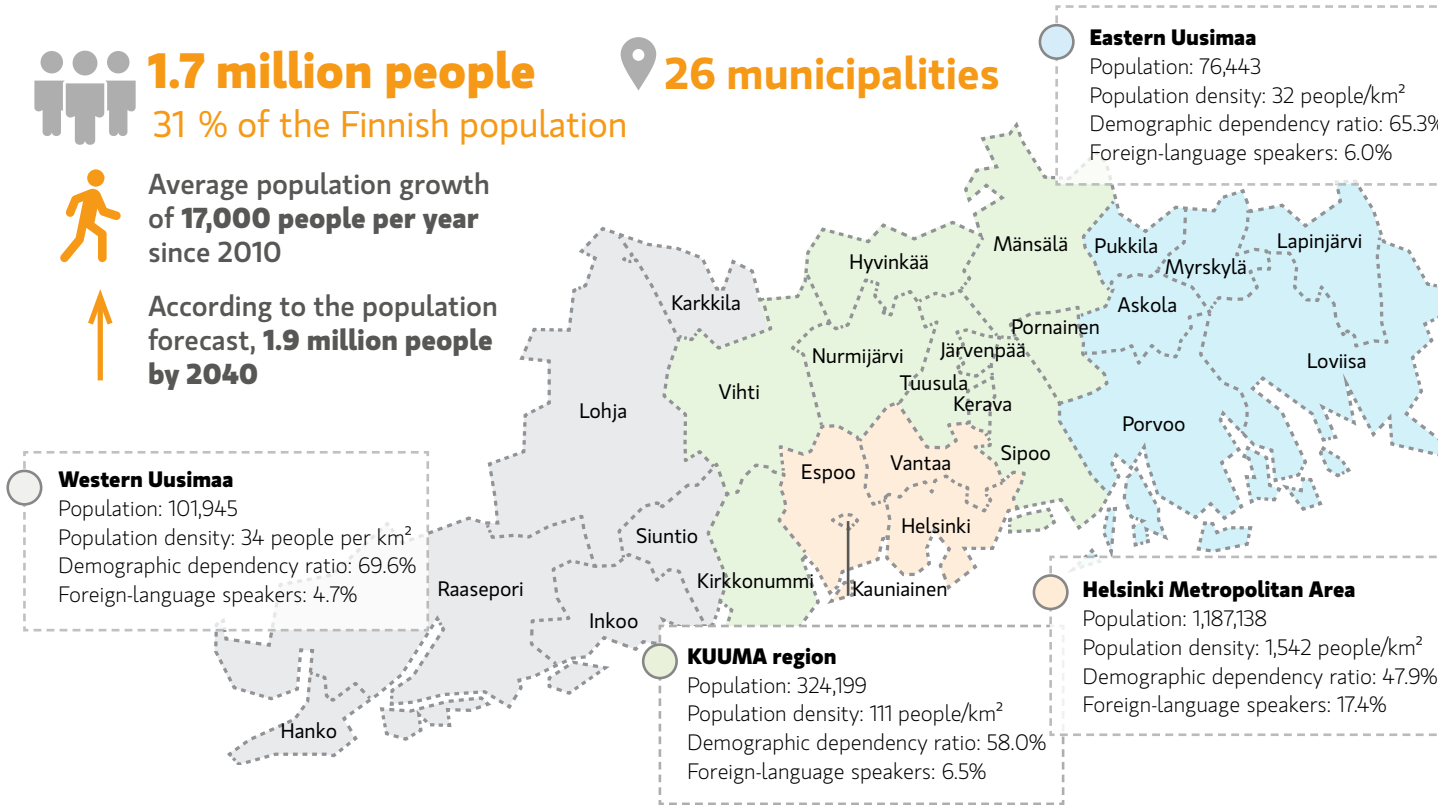 1.7 million people
31 % of the Finnish population
26 municipalities
Average population growth
of 17,000 people per year
since 2010
According to the population
forecast, 1.9 million people
by 2040
Eastern Uusimaa
Population: 76,443
Population density: 32 people/km²
Demographic dependency ratio: 65.3%
Foreign-language speakers: 6.0%
Mänsälä
Pukkila
Lapinjärvi
Myrskylä
Hyvinkää
Karkkila
Askola
Pornainen
Nurmijärvi
Järvenpää
Loviisa
Tuusula
Vihti
Kerava
Lohja
Porvoo
Sipoo
Vantaa
Espoo
Helsinki
Siuntio
Kirkkonummi
Kauniainen
Raasepori
Inkoo
Hanko
Western Uusimaa
Population: 101,945
Population density: 34 people per km²
Demographic dependency ratio: 69.6%
Foreign-language speakers: 4.7%
KUUMA region
Population: 324,199
Population density: 111 people/km²
Demographic dependency ratio: 58.0%
Foreign-language speakers: 6.5%
Helsinki Metropolitan Area
Population: 1,187,138
Population density: 1,542 people/km²
Demographic dependency ratio: 47.9%
Foreign-language speakers: 17.4%